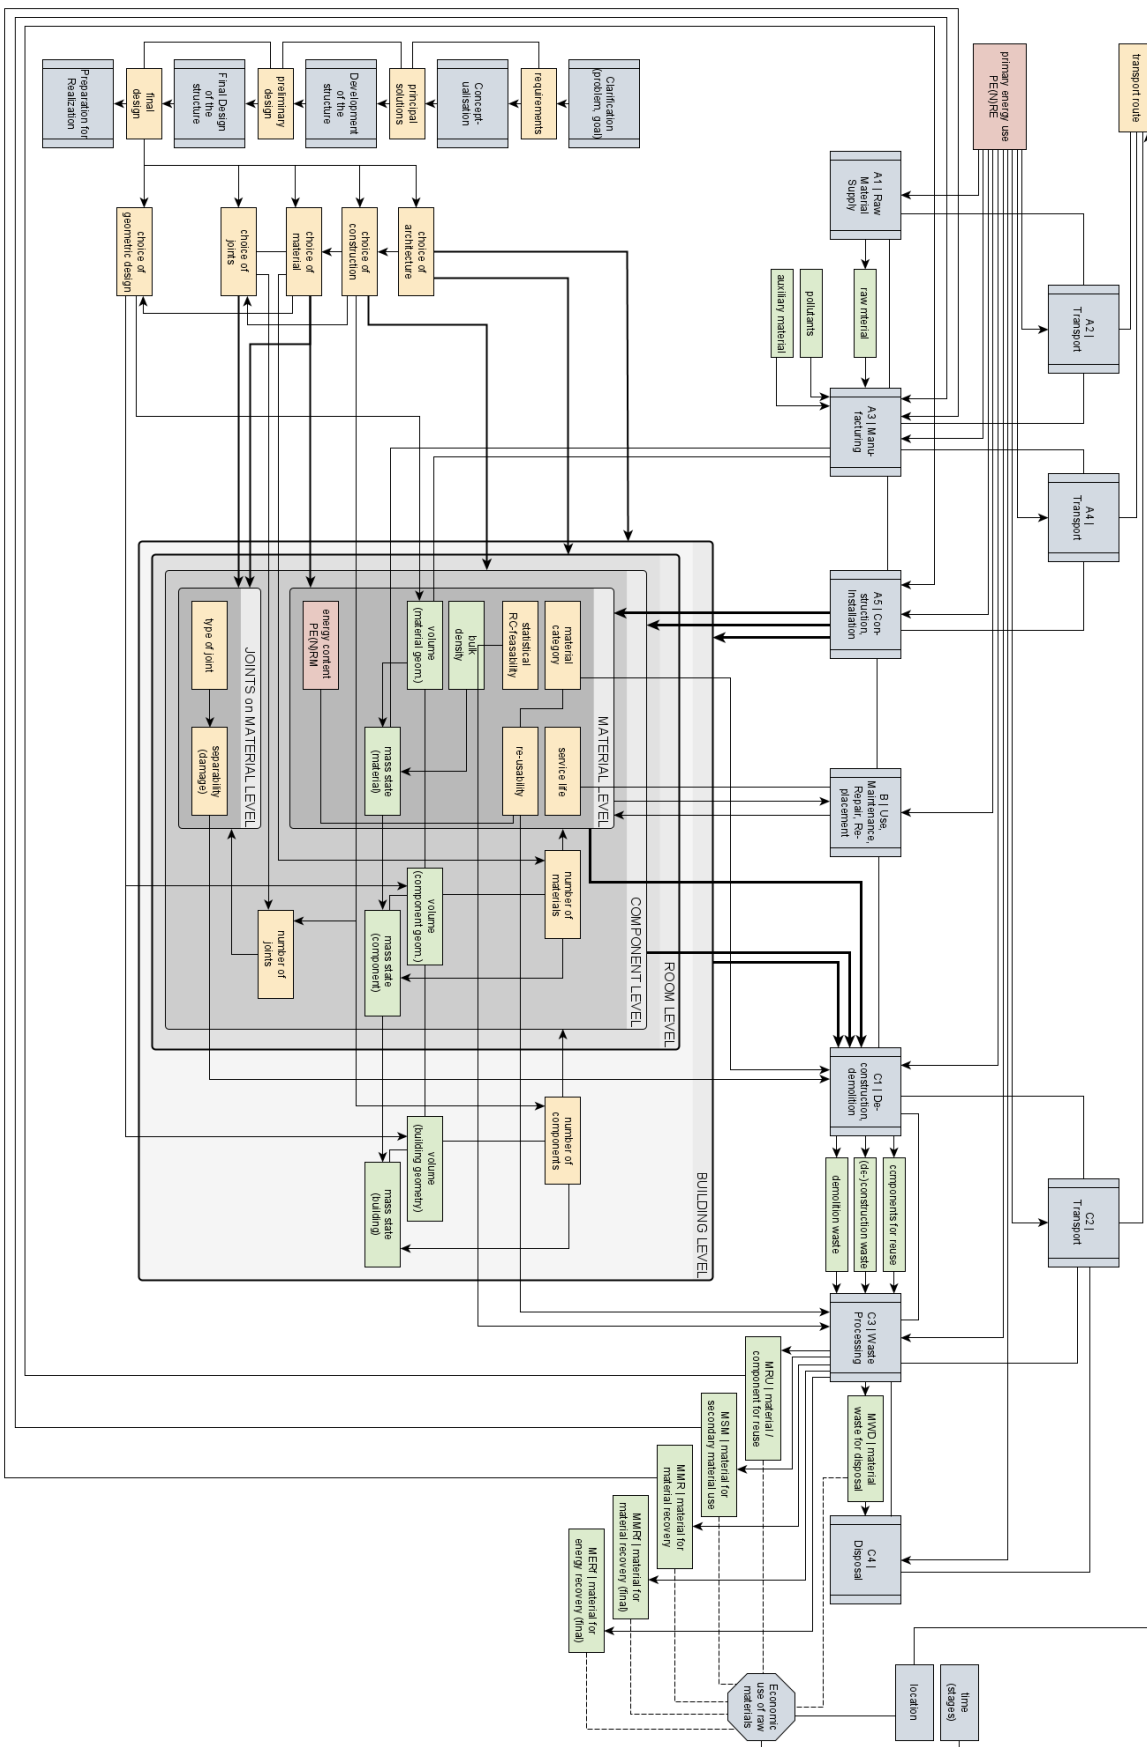 Clarification
(problem, goal)
requirements
Concept-
ualisation
principal
solutions
Development
of the
structure
preliminary
design
Final Design
of the
structure
final
design
Preparation for
Realization
choice of
architecture
choice of
construction
choice of
material
choice of
joints
choice of
geometric design
transport route
primary energy use
PE(N)RE
A1 | Raw
Material
Supply
A2 |
Transport
raw mterial
pollutants
auxiliary material
A3 | Manu-
facturing
A4 |
Transport
A5 | Con-
struction,
Installation
B | Use,
Maintenance,
Repair, Re-
placement
C1 | De-
construction,
demolition
C2 |
Transport
components for reuse
(de-)construction waste
demolition waste
C3 | Waste
Processing
MWD | material
waste for disposal
C4 |
Disposal
MRU | material /
component for reuse
MSM | material for
secondary material use
MMR | material for
material recovery
MMRf | material for
material recovery (final)
MERf | material for
energy recovery (final)
Economic
use of raw
materials
time
(stages)
location
BUILDING LEVEL
ROOM LEVEL
COMPONENT LEVEL
MATERIAL LEVEL
material
category
service life
statistical
RC-feasability
re-usability
bulk
density
volume
(material geom.)
mass state
(material)
energy content
PE(N)RM
JOINTS on MATERIAL LEVEL
type of joint
separability
(damage)
number of
materials
volume
(component geom.)
mass state
(component)
number of
joints
number of
components
volume
(building geometry)
mass state
(building)